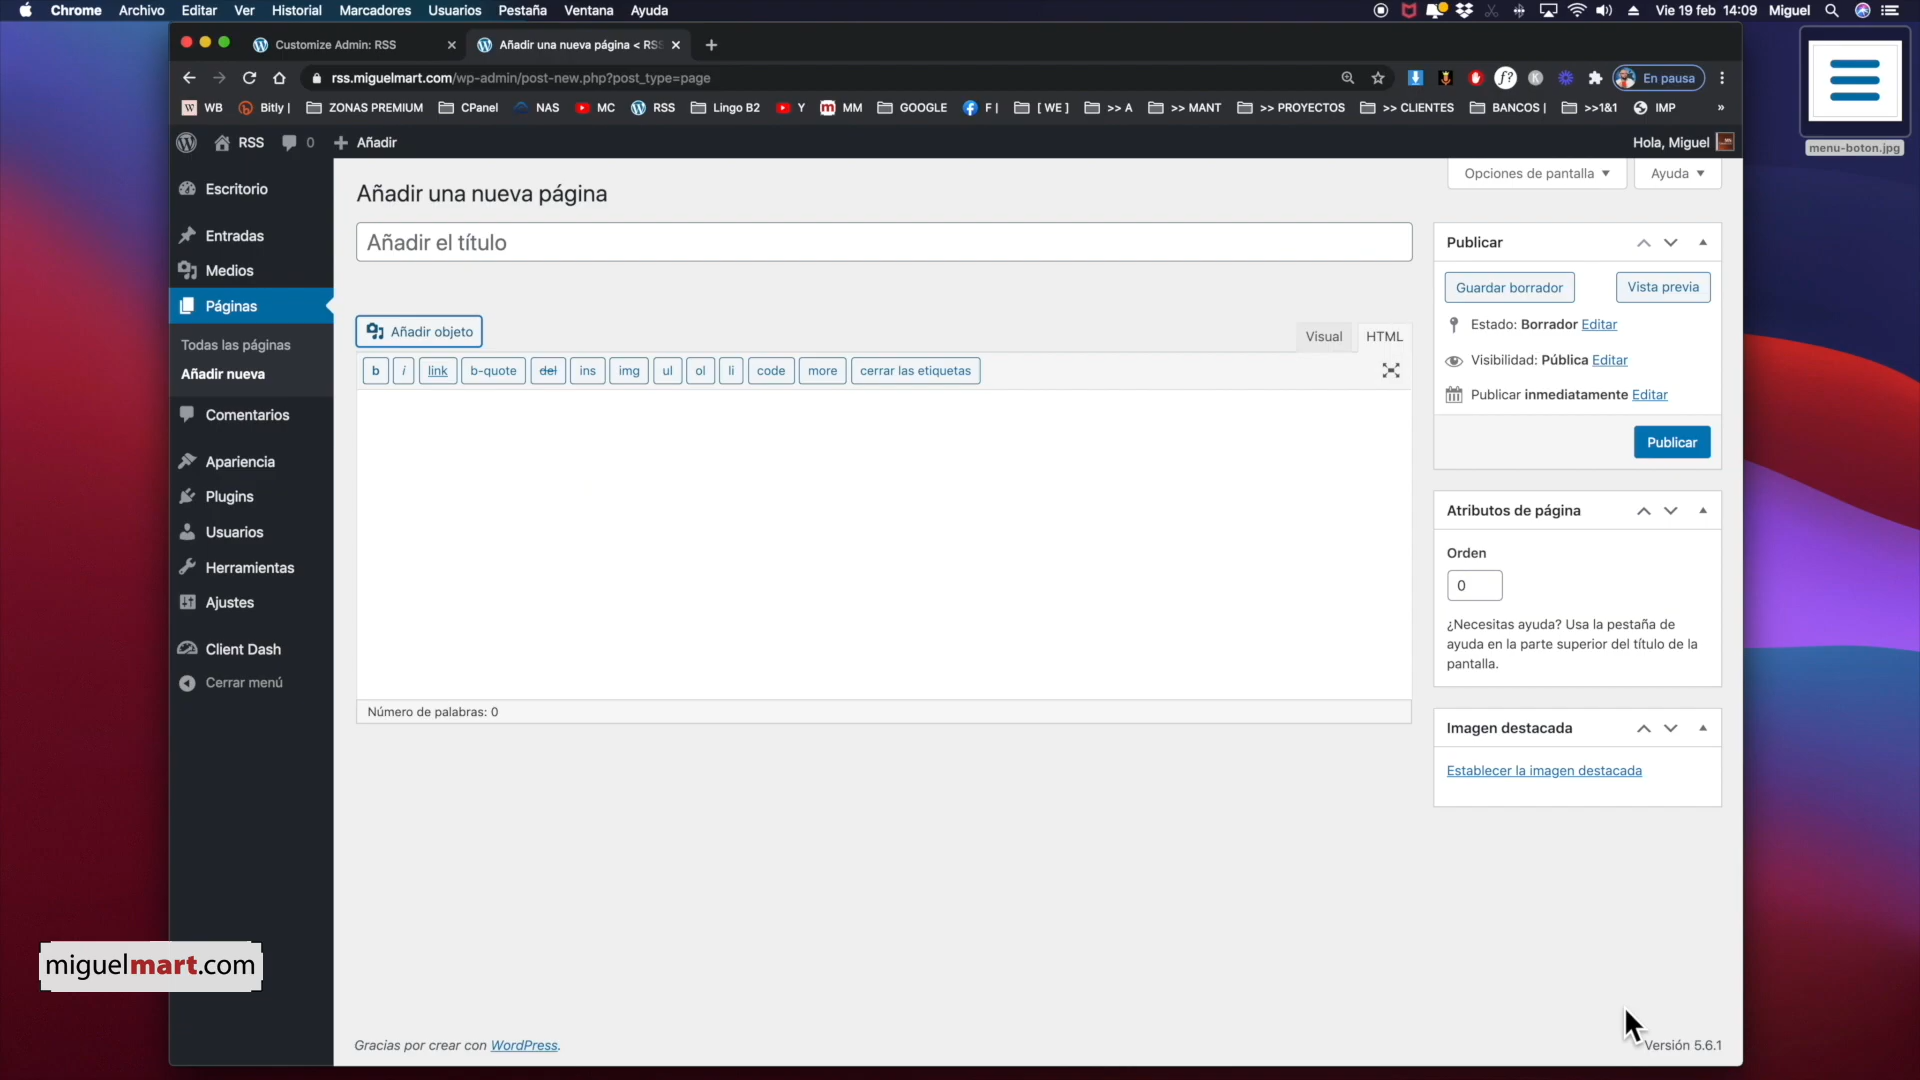 Chrome Archivo Editar Ver Historial Marcadores Usuarios Pestaña Ventana Ayuda Vie 19 feb 14:09 Miguel
Customize Admin: RSS Añadir una nueva página < RSS
rss.miguelmart.com/wp-admin/post-new.php?post_type=page f? K En pausa
W WB Bitly | ZONAS PREMIUM CPanel NAS MC RSS Lingo B2 Y m MM GOOGLE F | [ WE ] >> A >> MANT >> PROYECTOS >> CLIENTES BANCOS | >>1&1 IMP »
menu-boton.jpg
RSS 0 Añadir Hola, Miguel
Opciones de pantalla Ayuda
Escritorio
Entradas
Medios
Páginas
Todas las páginas
Añadir nueva
Comentarios
Apariencia
Plugins
Usuarios
Herramientas
Ajustes
Client Dash
Cerrar menú
Añadir una nueva página
Añadir el título
Añadir objeto
Visual HTML
b i link b-quote del ins img ul ol li code more cerrar las etiquetas
Número de palabras: 0
Publicar
Guardar borrador Vista previa
Estado: Borrador Editar
Visibilidad: Pública Editar
Publicar inmediatamente Editar
Publicar
Atributos de página
Orden
0
¿Necesitas ayuda? Usa la pestaña de
ayuda en la parte superior del título de la
pantalla.
Imagen destacada
Establecer la imagen destacada
miguelmart.com
Gracias por crear con WordPress.
Versión 5.6.1